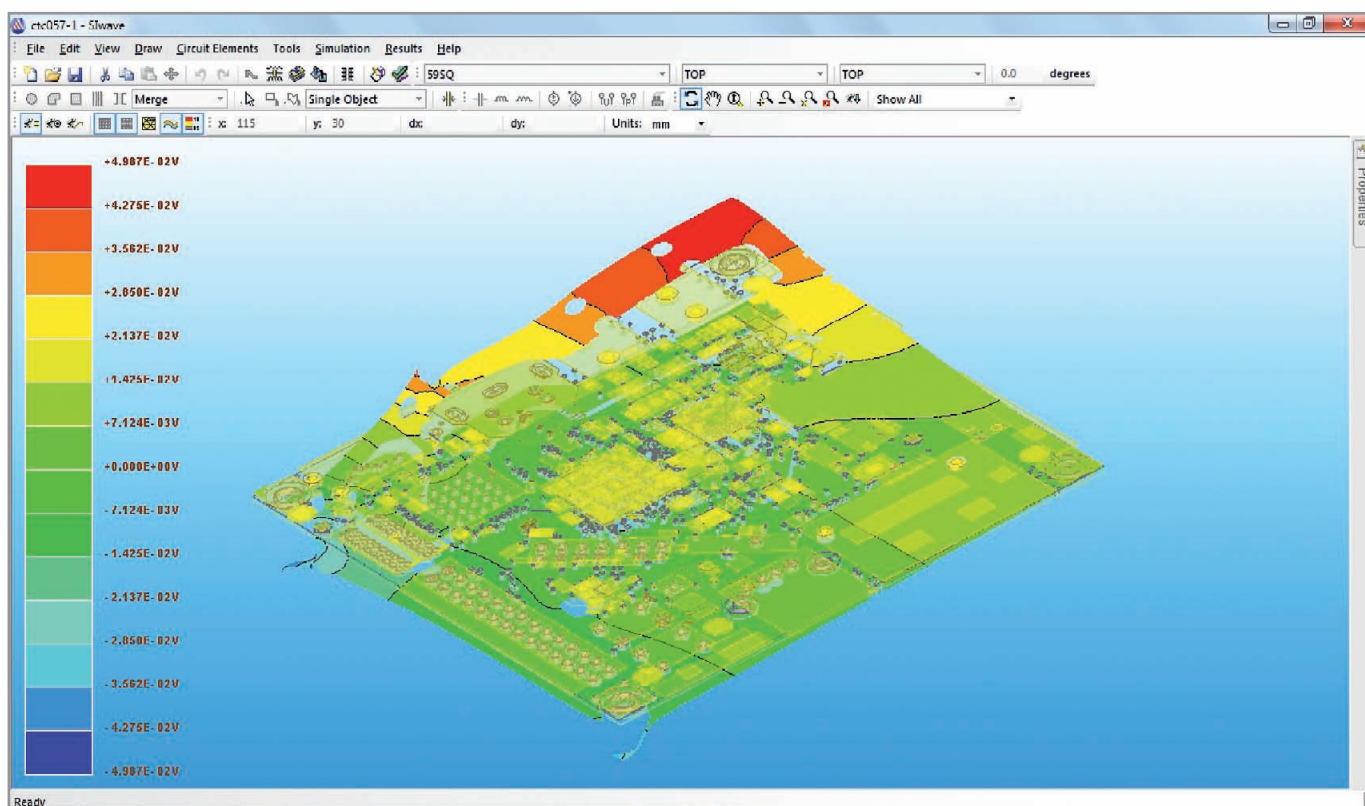 ctc057-1 - SIwave
File Edit View Draw Circuit Elements Tools Simulation Results Help
59SQ TOP TOP 0.0 degrees
Merge Single Object Show All
x: 115 y: 30 dx: dy: Units: mm
+4.987E-02V
+4.275E-02V
+3.562E-02V
+2.850E-02V
+2.137E-02V
+1.425E-02V
+7.124E-03V
+0.000E+00V
-7.124E-03V
-1.425E-02V
-2.137E-02V
-2.850E-02V
-3.562E-02V
-4.275E-02V
-4.987E-02V
Properties
Ready